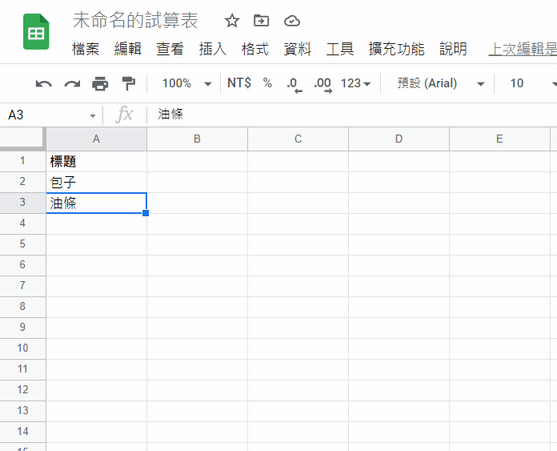 未命名的試算表
檔案 編輯 查看 插入 格式 資料 工具 擴充功能 說明 上次編輯是
100% NT$ % .0 .00 123 預設 (Arial) 10
A3 fx 油條
A B C D E
1 標題
2 包子
3 油條
4
5
6
7
8
9
10
11
12
13
14